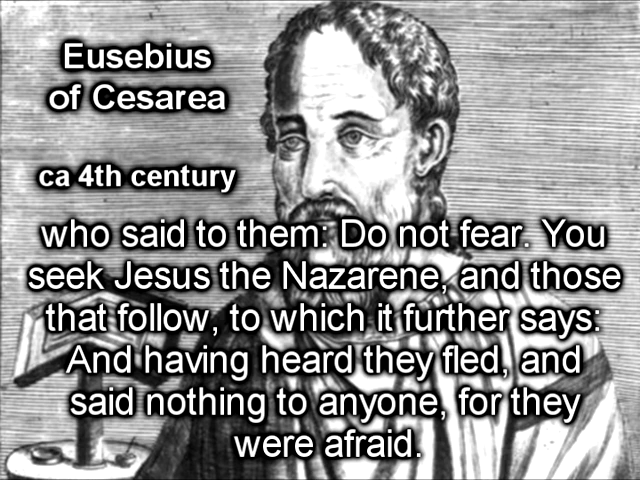 Eusebius
of Cesarea
ca 4th century
who said to them: Do not fear. You
seek Jesus the Nazarene, and those
that follow, to which it further says:
And having heard they fled, and
said nothing to anyone, for they
were afraid.